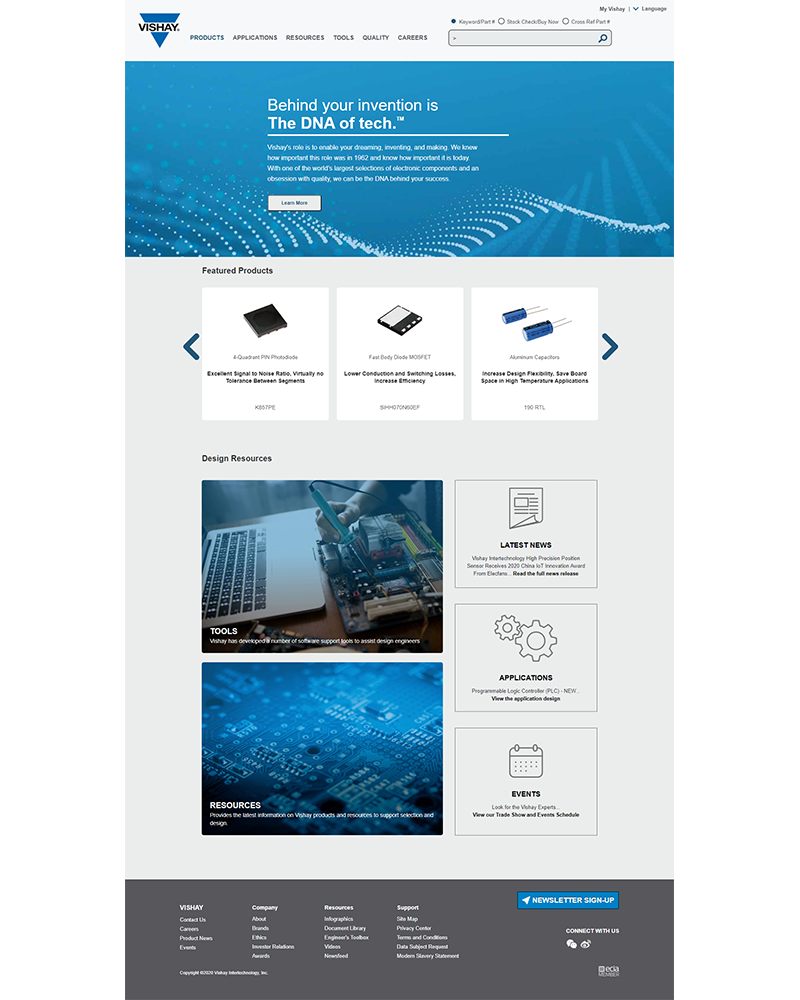 My Vishay | Language
VISHAY
Keyword/Part # Stock Check/Buy Now Cross Ref Part #
PRODUCTS APPLICATIONS RESOURCES TOOLS QUALITY CAREERS
>
Behind your invention is
The DNA of tech.™
Vishay's role is to enable your dreaming, inventing, and making. We knew
how important this role was in 1962 and know how important it is today.
With one of the world's largest selections of electronic components and an
obsession with quality, we can be the DNA behind your success.
Learn More
Featured Products
4-Quadrant PIN Photodiode
Excellent Signal to Noise Ratio, Virtually no
Tolerance Between Segments
K857PE
Fast Body Diode MOSFET
Lower Conduction and Switching Losses,
Increase Efficiency
SIHH070N60EF
Aluminum Capacitors
Increase Design Flexibility, Save Board
Space in High Temperature Applications
190 RTL
Design Resources
TOOLS
Vishay has developed a number of software support tools to assist design engineers
RESOURCES
Provides the latest information on Vishay products and resources to support selection and
design.
LATEST NEWS
Vishay Intertechnology High Precision Position
Sensor Receives 2020 China IoT Innovation Award
From Elecfans... Read the full news release
APPLICATIONS
Programmable Logic Controller (PLC) - NEW...
View the application design
EVENTS
Look for the Vishay Experts...
View our Trade Show and Events Schedule
VISHAY
Contact Us
Careers
Product News
Events
Company
About
Brands
Ethics
Investor Relations
Awards
Resources
Infographics
Document Library
Engineer's Toolbox
Videos
Newsfeed
Support
Site Map
Privacy Center
Terms and Conditions
Data Subject Request
Modern Slavery Statement
NEWSLETTER SIGN-UP
CONNECT WITH US
ecia
MEMBER
Copyright ©2020 Vishay Intertechnology, Inc.